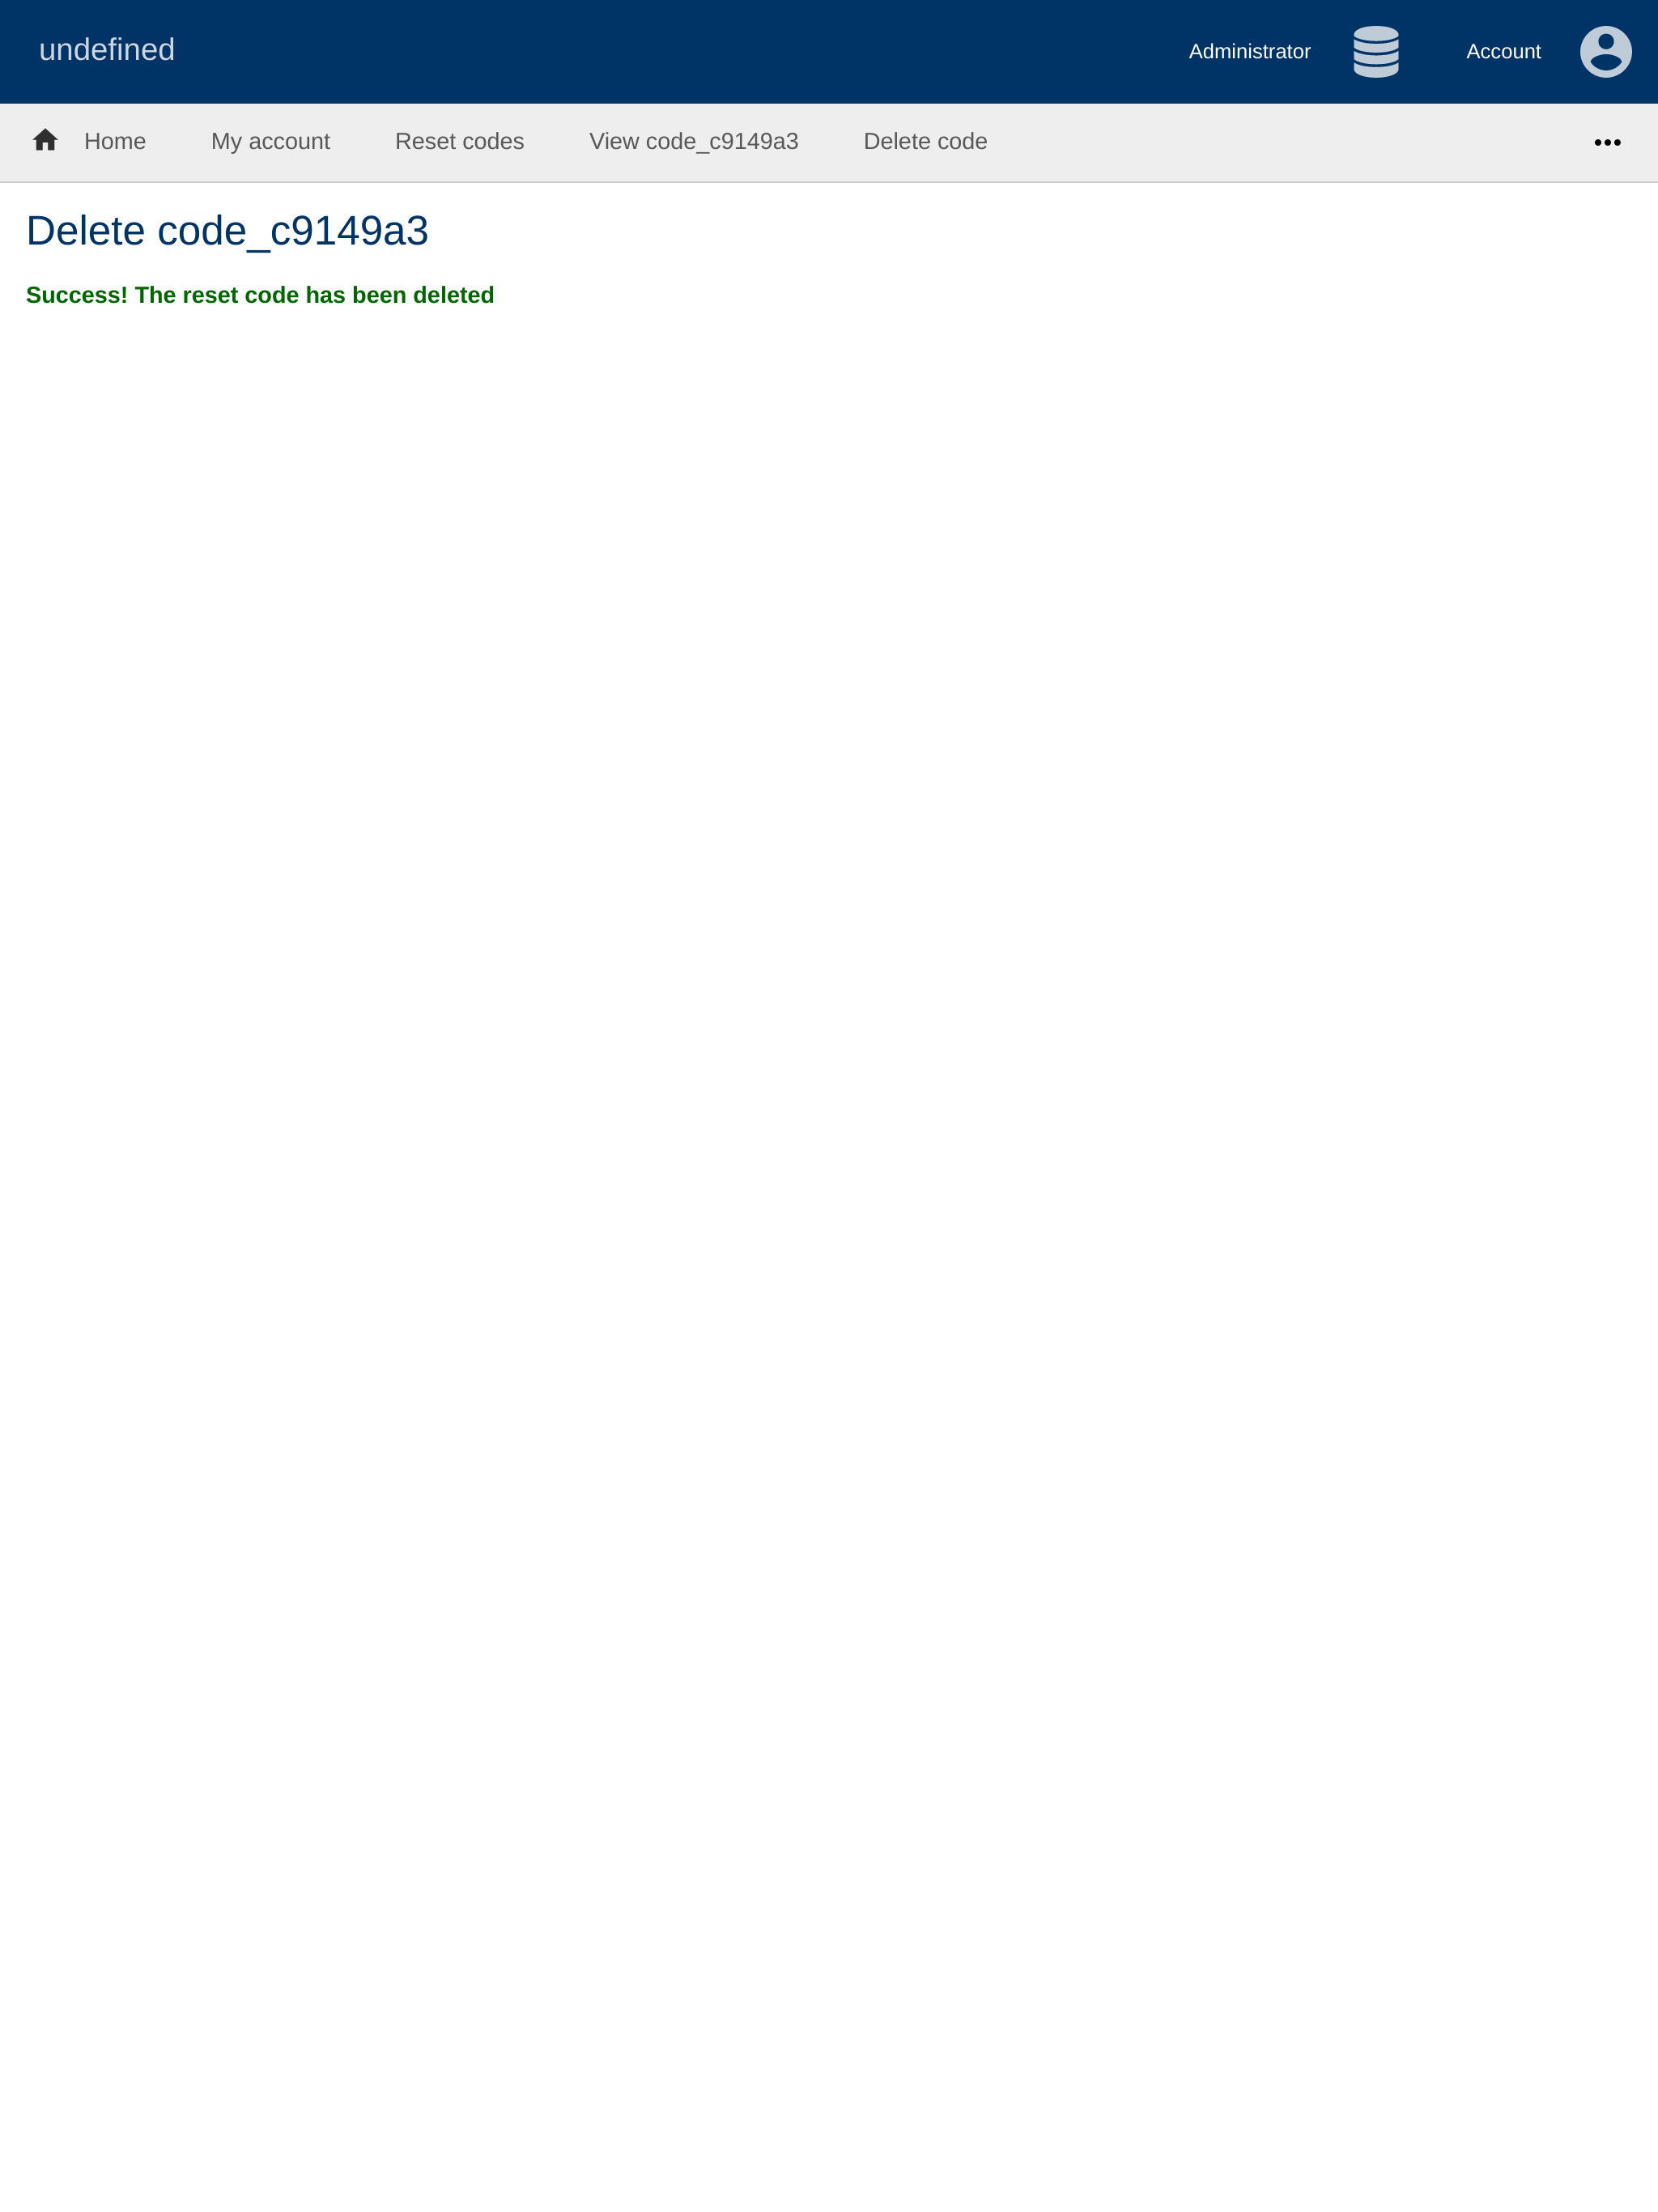 undefined
Administrator
Account
Home
My account
Reset codes
View code_c9149a3
Delete code
Delete code_c9149a3
Success! The reset code has been deleted